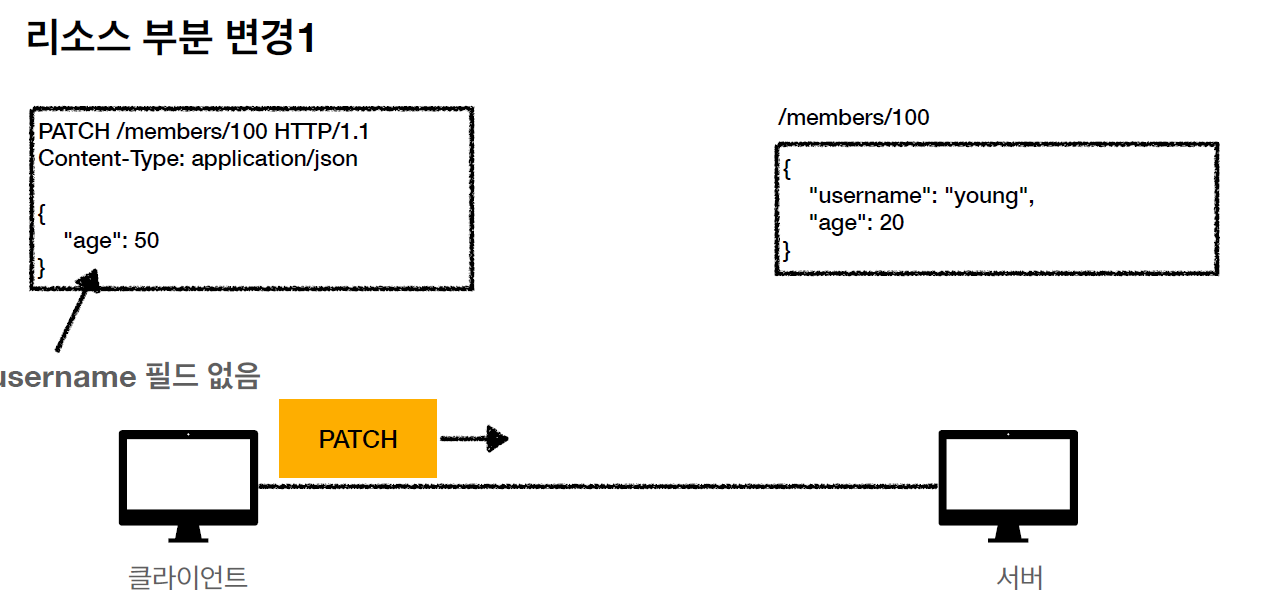 리소스 부분 변경1
PATCH /members/100 HTTP/1.1
Content-Type: application/json
{
"age": 50
}
username 필드 없음
/members/100
{
"username": "young",
"age": 20
}
PATCH
클라이언트
서버